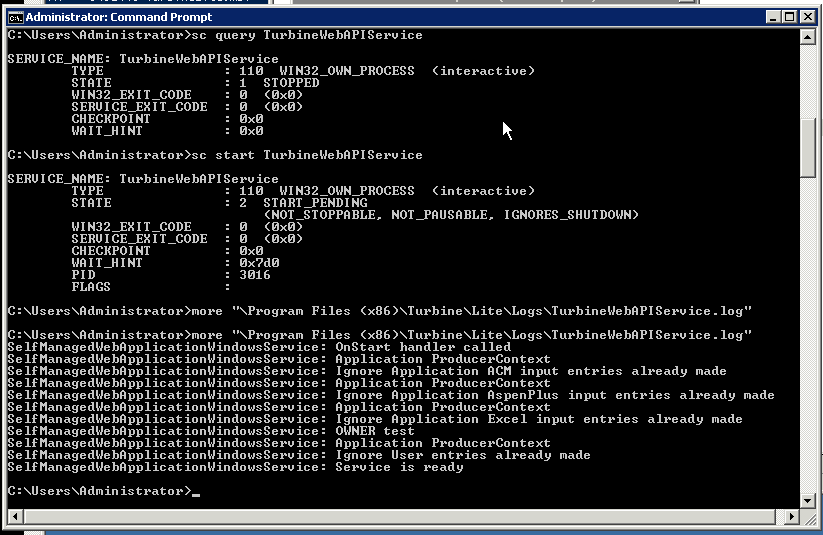 Administrator: Command Prompt
C:\Users\Administrator>sc query TurbineWebAPIService
SERVICE_NAME: TurbineWebAPIService
TYPE : 110 WIN32_OWN_PROCESS (interactive)
STATE : 1 STOPPED
WIN32_EXIT_CODE : 0 (0x0)
SERVICE_EXIT_CODE : 0 (0x0)
CHECKPOINT : 0x0
WAIT_HINT : 0x0
C:\Users\Administrator>sc start TurbineWebAPIService
SERVICE_NAME: TurbineWebAPIService
TYPE : 110 WIN32_OWN_PROCESS (interactive)
STATE : 2 START_PENDING
(NOT_STOPPABLE, NOT_PAUSABLE, IGNORES_SHUTDOWN)
WIN32_EXIT_CODE : 0 (0x0)
SERVICE_EXIT_CODE : 0 (0x0)
CHECKPOINT : 0x0
WAIT_HINT : 0x7d0
PID : 3016
FLAGS :
C:\Users\Administrator>more "\Program Files (x86)\Turbine\Lite\Logs\TurbineWebAPIService.log"
C:\Users\Administrator>more "\Program Files (x86)\Turbine\Lite\Logs\TurbineWebAPIService.log"
SelfManagedWebApplicationWindowsService: OnStart handler called
SelfManagedWebApplicationWindowsService: Application ProducerContext
SelfManagedWebApplicationWindowsService: Ignore Application ACM input entries already made
SelfManagedWebApplicationWindowsService: Application ProducerContext
SelfManagedWebApplicationWindowsService: Ignore Application AspenPlus input entries already made
SelfManagedWebApplicationWindowsService: Application ProducerContext
SelfManagedWebApplicationWindowsService: Ignore Application Excel input entries already made
SelfManagedWebApplicationWindowsService: OWNER test
SelfManagedWebApplicationWindowsService: Application ProducerContext
SelfManagedWebApplicationWindowsService: Ignore User entries already made
SelfManagedWebApplicationWindowsService: Service is ready
C:\Users\Administrator>_